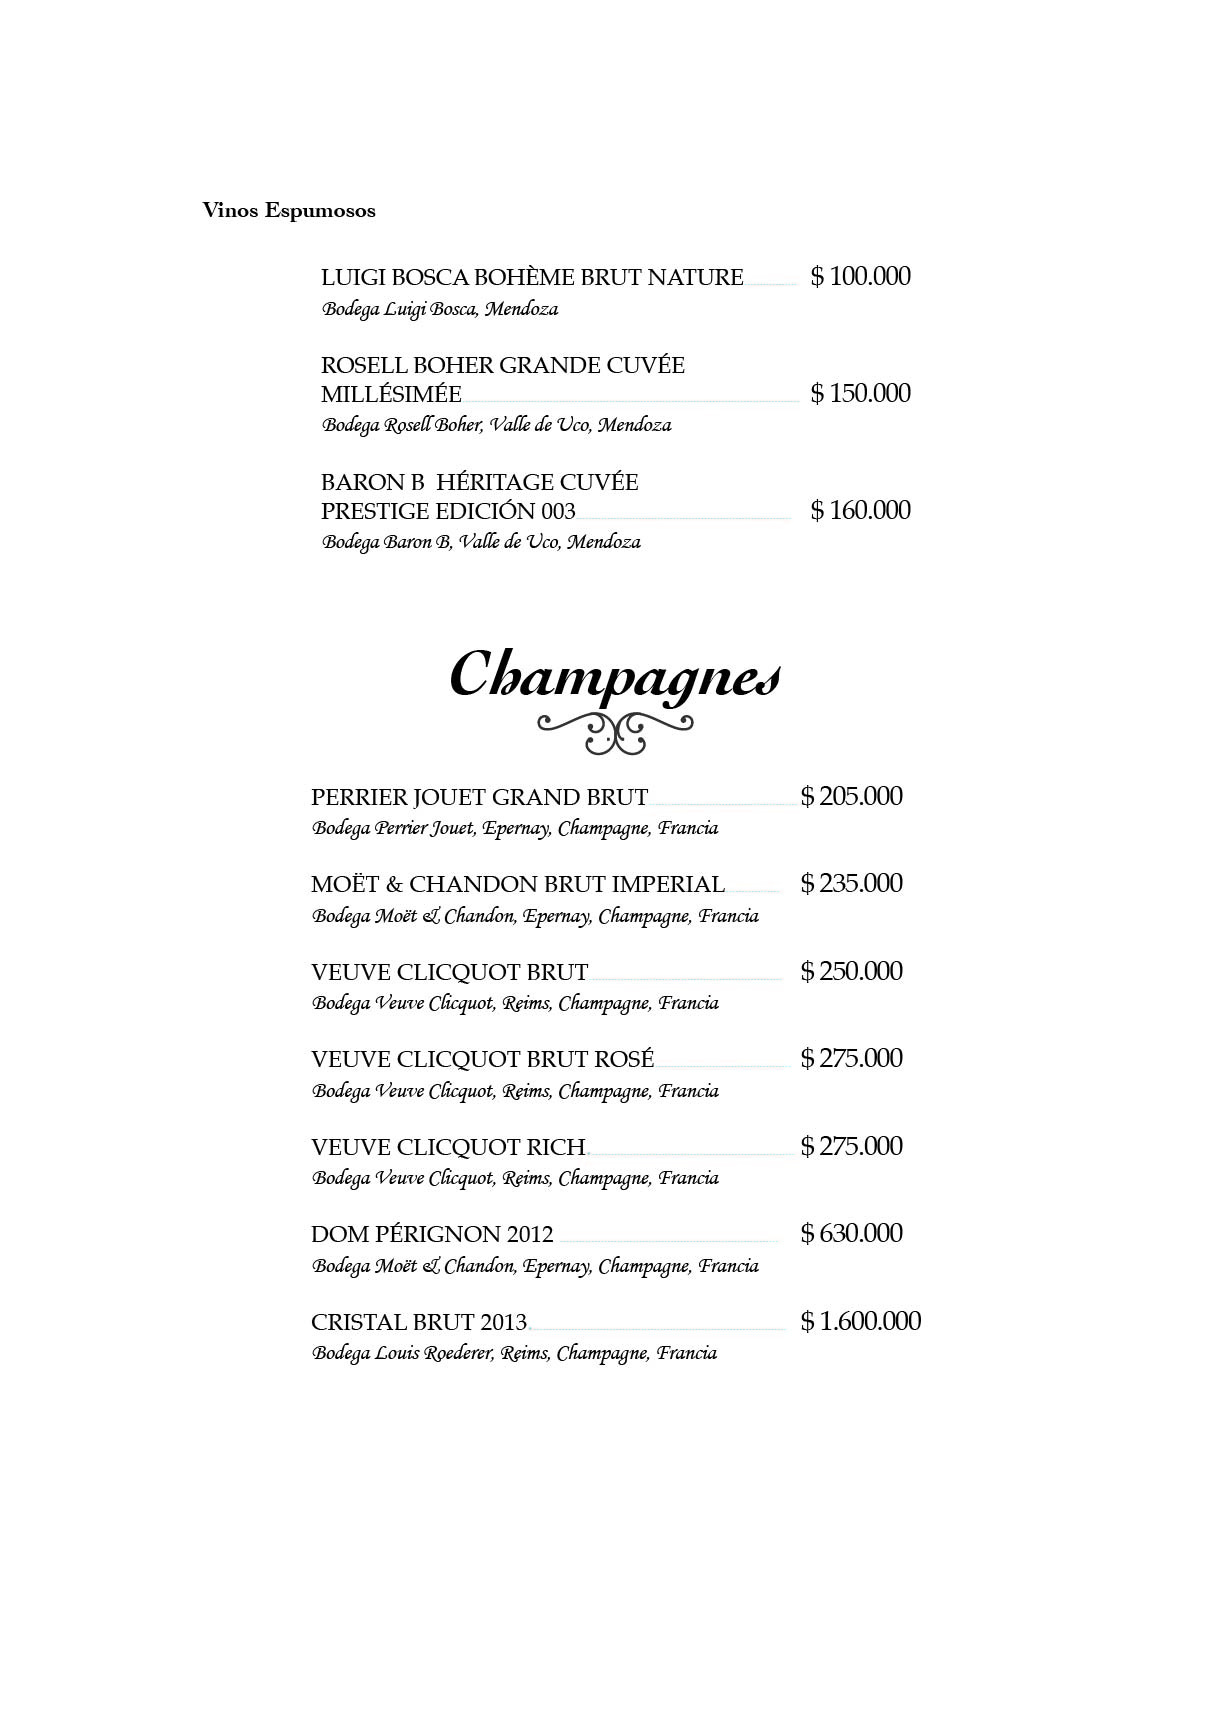 Vinos Espumosos
LUIGI BOSCA BOHÈME BRUT NATURE $ 100.000
Bodega Luigi Bosca, Mendoza
ROSELL BOHER GRANDE CUVÉE
MILLÉSIMÉE $ 150.000
Bodega Rosell Boher, Valle de Uco, Mendoza
BARON B HÉRITAGE CUVÉE
PRESTIGE EDICIÓN 003 $ 160.000
Bodega Baron B, Valle de Uco, Mendoza
Champagnes
PERRIER JOUET GRAND BRUT $ 205.000
Bodega Perrier Jouet, Epernay, Champagne, Francia
MOËT & CHANDON BRUT IMPERIAL $ 235.000
Bodega Moët & Chandon, Epernay, Champagne, Francia
VEUVE CLICQUOT BRUT $ 250.000
Bodega Veuve Clicquot, Reims, Champagne, Francia
VEUVE CLICQUOT BRUT ROSÉ $ 275.000
Bodega Veuve Clicquot, Reims, Champagne, Francia
VEUVE CLICQUOT RICH. $ 275.000
Bodega Veuve Clicquot, Reims, Champagne, Francia
DOM PÉRIGNON 2012 $ 630.000
Bodega Moët & Chandon, Epernay, Champagne, Francia
CRISTAL BRUT 2013 $ 1.600.000
Bodega Louis Roederer, Reims, Champagne, Francia